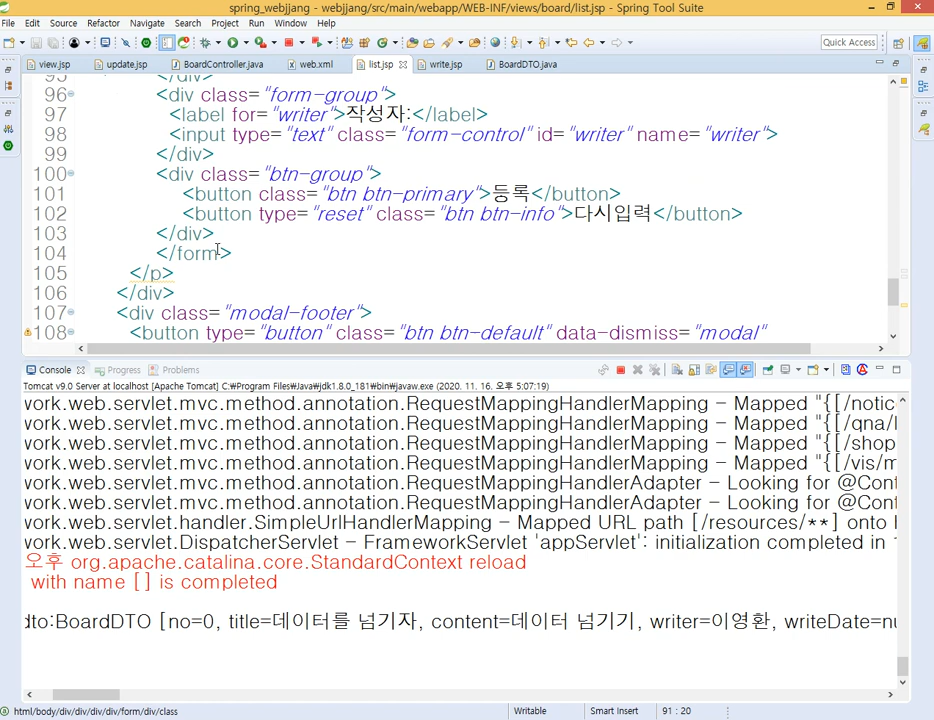 spring_webjjang - webjjang/src/main/webapp/WEB-INF/views/board/list.jsp - Spring Tool Suite
File Edit Source Refactor Navigate Search Project Run Window Help
Quick Access
view.jsp update.jsp BoardController.java web.xml list.jsp write.jsp BoardDTO.java
95 </div>
96 <div class="form-group">
97 <label for="writer">작성자:</label>
98 <input type="text" class="form-control" id="writer" name="writer">
99 </div>
100 <div class="btn-group">
101 <button class="btn btn-primary">등록</button>
102 <button type="reset" class="btn btn-info">다시입력</button>
103 </div>
104 </form>
105 </p>
106 </div>
107 <div class="modal-footer">
108 <button type="button" class="btn btn-default" data-dismiss="modal"
Console Progress Problems
Tomcat v9.0 Server at localhost [Apache Tomcat] C:₩Program Files₩Java₩jdk1.8.0_181₩bin₩javaw.exe (2020. 11. 16. 오후 5:07:19)
work.web.servlet.mvc.method.annotation.RequestMappingHandlerMapping - Mapped "{[/notic
work.web.servlet.mvc.method.annotation.RequestMappingHandlerMapping - Mapped "{[/qna/
work.web.servlet.mvc.method.annotation.RequestMappingHandlerMapping - Mapped "{[/shop
work.web.servlet.mvc.method.annotation.RequestMappingHandlerMapping - Mapped "{[/vis/m
work.web.servlet.mvc.method.annotation.RequestMappingHandlerAdapter - Looking for @Cont
work.web.servlet.mvc.method.annotation.RequestMappingHandlerAdapter - Looking for @Cont
work.web.servlet.handler.SimpleUrlHandlerMapping - Mapped URL path [/resources/**] onto
work.web.servlet.DispatcherServlet - FrameworkServlet 'appServlet': initialization completed in
오후 org.apache.catalina.core.StandardContext reload
with name [] is completed
dto:BoardDTO [no=0, title=데이터를 넘기자, content=데이터 넘기기, writer=이영환, writeDate=nu
html/body/div/div/div/div/form/div/class Writable Smart Insert 91 : 20